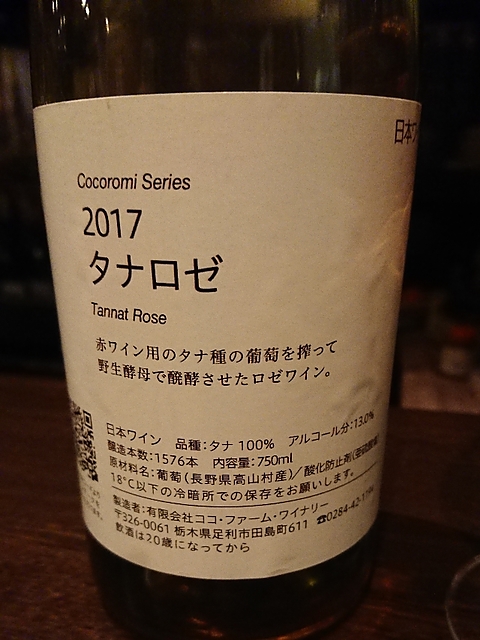 日本ワ
Cocoromi Series
2017
タナロゼ
Tannat Rose
赤ワイン用のタナ種の葡萄を搾って
野生酵母で醗酵させたロゼワイン。
日本ワイン 品種:タナ 100% アルコール分:13.0%
醸造本数:1576本 内容量:750ml
原材料名:葡萄(長野県高山村産)/酸化防止剤
18℃以下の冷暗所での保存をお願いします。
製造者:有限会社ココ・ファーム・ワイナリー
〒326-0061 栃木県足利市田島町611 ☎0284-42-119
飲酒は20歳になってから